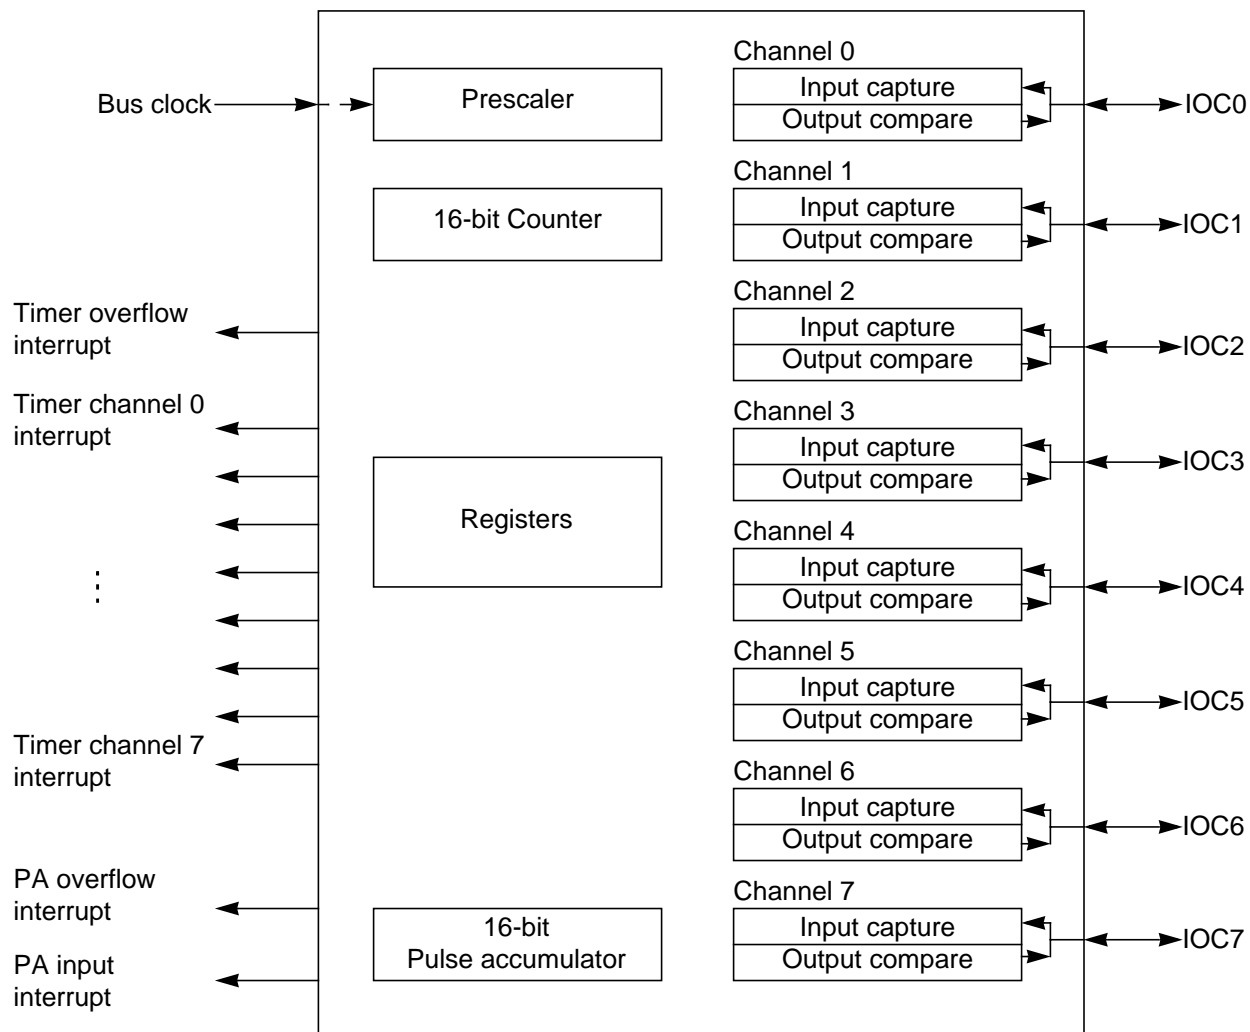 Channel 0
Bus clock
Prescaler
Input capture
Output compare
IOC0
Channel 1
16-bit Counter
Input capture
Output compare
IOC1
Channel 2
Timer overflow
interrupt
Input capture
Output compare
IOC2
Timer channel 0
interrupt
Channel 3
Input capture
Output compare
IOC3
Registers
Channel 4
Input capture
Output compare
IOC4
Channel 5
Input capture
Output compare
IOC5
Timer channel 7
interrupt
Channel 6
Input capture
Output compare
IOC6
PA overflow
interrupt
Channel 7
16-bit
Pulse accumulator
Input capture
Output compare
IOC7
PA input
interrupt